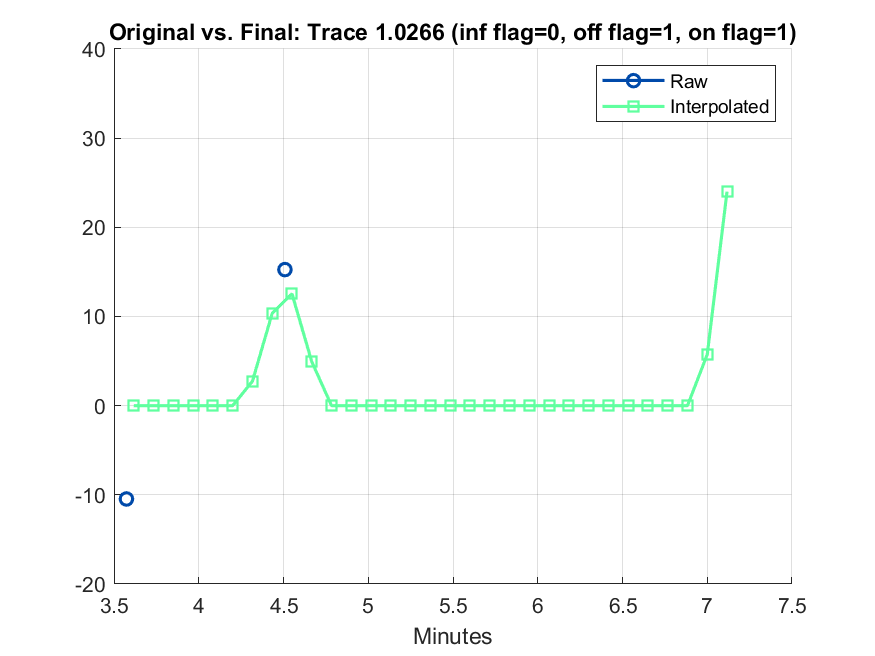 Original vs. Final: Trace 1.0266 (inf flag=0, off flag=1, on flag=1)
Raw
Interpolated
40
30
20
10
0
-10
-20
3.5 4 4.5 5 5.5 6 6.5 7 7.5
Minutes